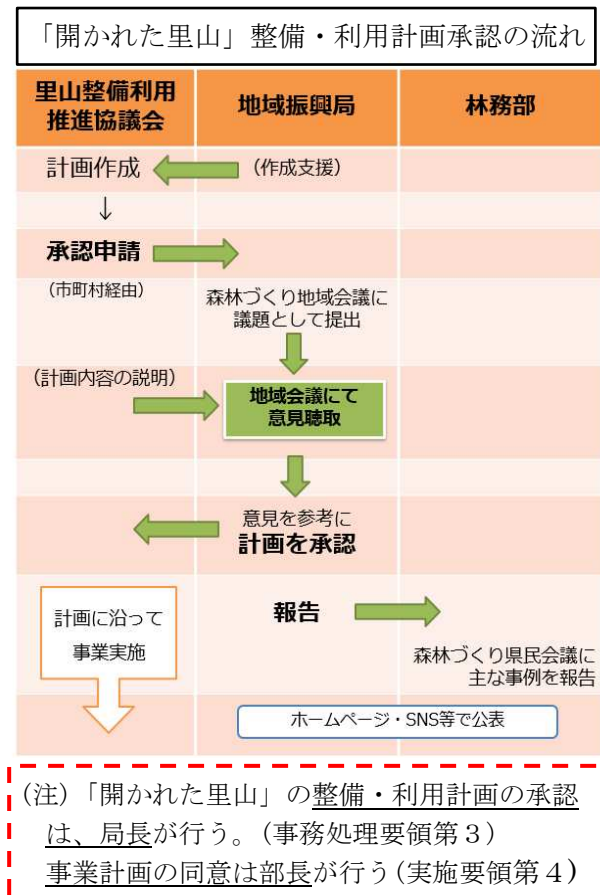 「開かれた里山」整備・利用計画承認の流れ
里山整備利用
推進協議会
地域振興局
林務部
計画作成
(作成支援)
↓
承認申請
(市町村経由)
森林づくり地域会議に
議題として提出
(計画内容の説明)
地域会議にて
意見聴取
意見を参考に
計画を承認
計画に沿って
事業実施
報告
森林づくり県民会議に
主な事例を報告
ホームページ・SNS等で公表
(注)「開かれた里山」の整備・利用計画の承認
は、局長が行う。(事務処理要領第３)
事業計画の同意は部長が行う(実施要領第４)